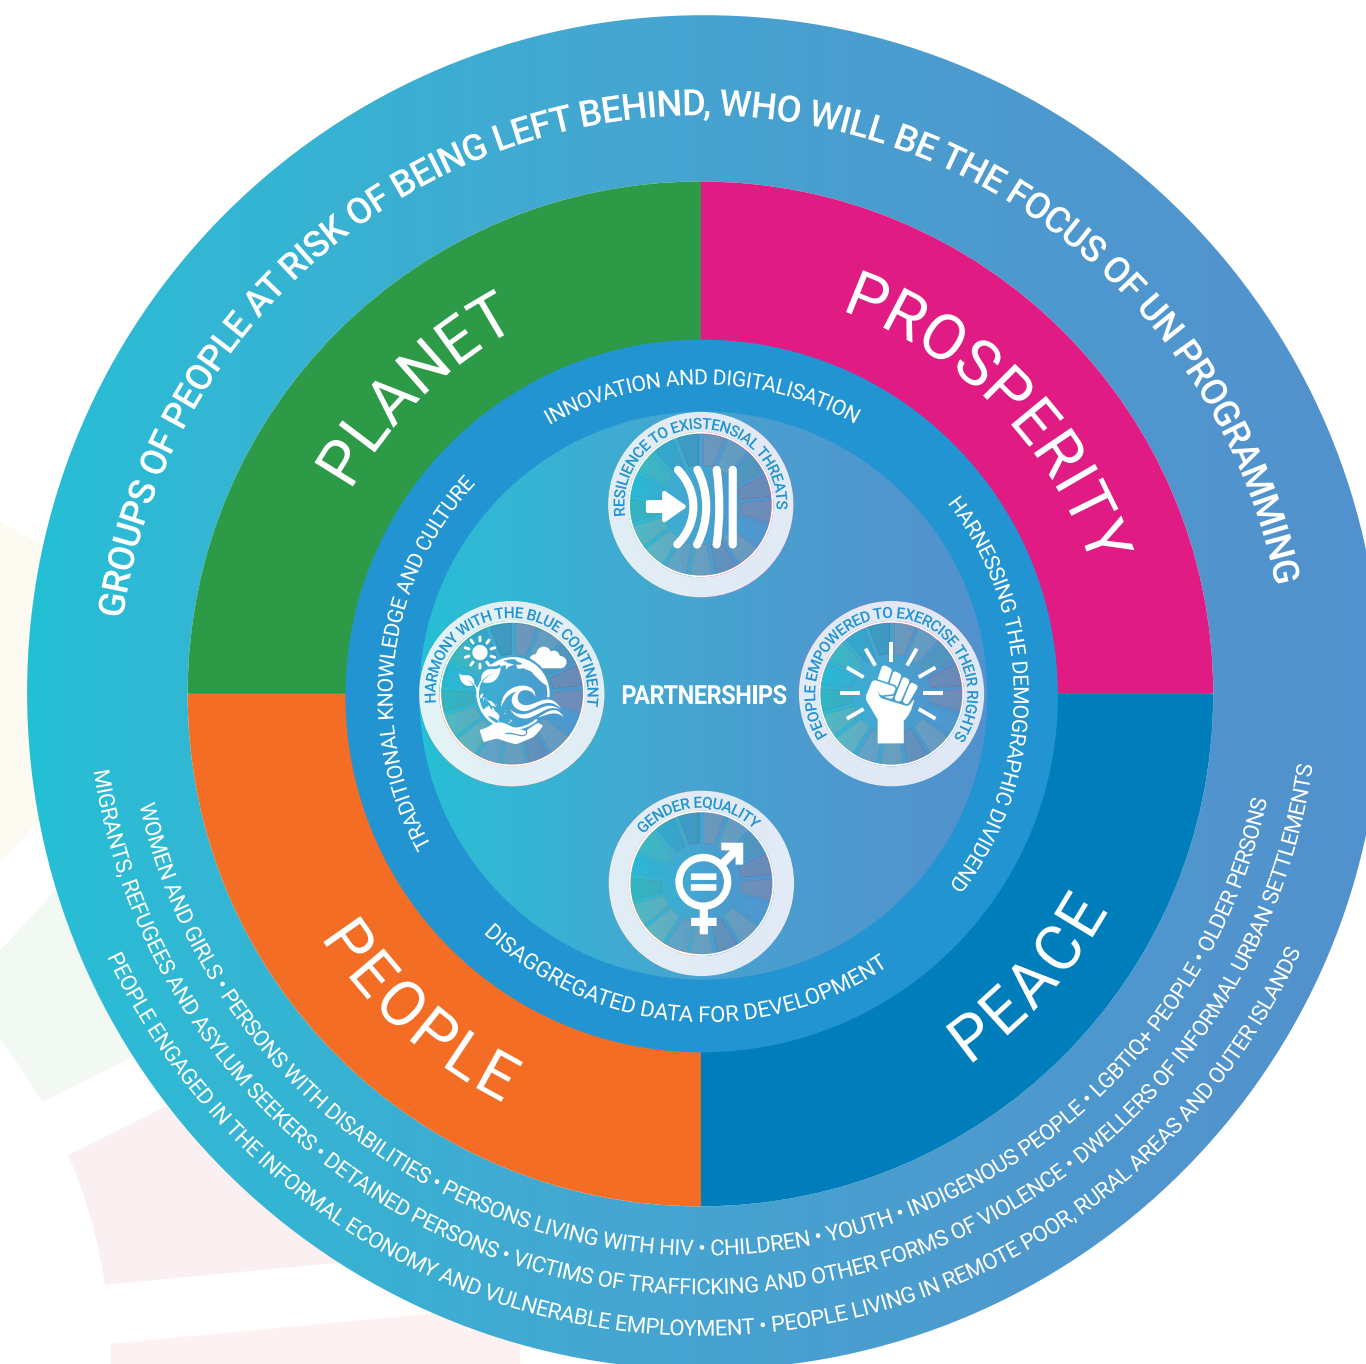 GROUPS OF PEOPLE AT RISK OF BEING LEFT BEHIND, WHO WILL BE THE FOCUS OF UN PROGRAMMING
PLANET
PROSPERITY
INNOVATION AND DIGITALISATION
TRADITIONAL KNOWLEDGE AND CULTURE
HARNESSING THE DEMOGRAPHIC DIVIDEND
RESILIENCE TO EXISTENSIAL THREATS
HARMONY WITH THE BLUE CONTINENT
PARTNERSHIPS
PEOPLE EMPOWERED TO EXERCISE THEIR RIGHTS
GENDER EQUALITY
DISAGGREGATED DATA FOR DEVELOPMENT
PEOPLE
PEACE
WOMEN AND GIRLS • PERSONS WITH DISABILITIES • PERSONS LIVING WITH HIV • CHILDREN • YOUTH • INDIGENOUS PEOPLE • LGBTIQ+ PEOPLE • OLDER PERSONS
MIGRANTS, REFUGEES AND ASYLUM SEEKERS • DETAINED PERSONS • VICTIMS OF TRAFFICKING AND OTHER FORMS OF VIOLENCE • DWELLERS OF INFORMAL URBAN SETTLEMENTS
PEOPLE ENGAGED IN THE INFORMAL ECONOMY AND VULNERABLE EMPLOYMENT • PEOPLE LIVING IN REMOTE POOR, RURAL AREAS AND OUTER ISLANDS